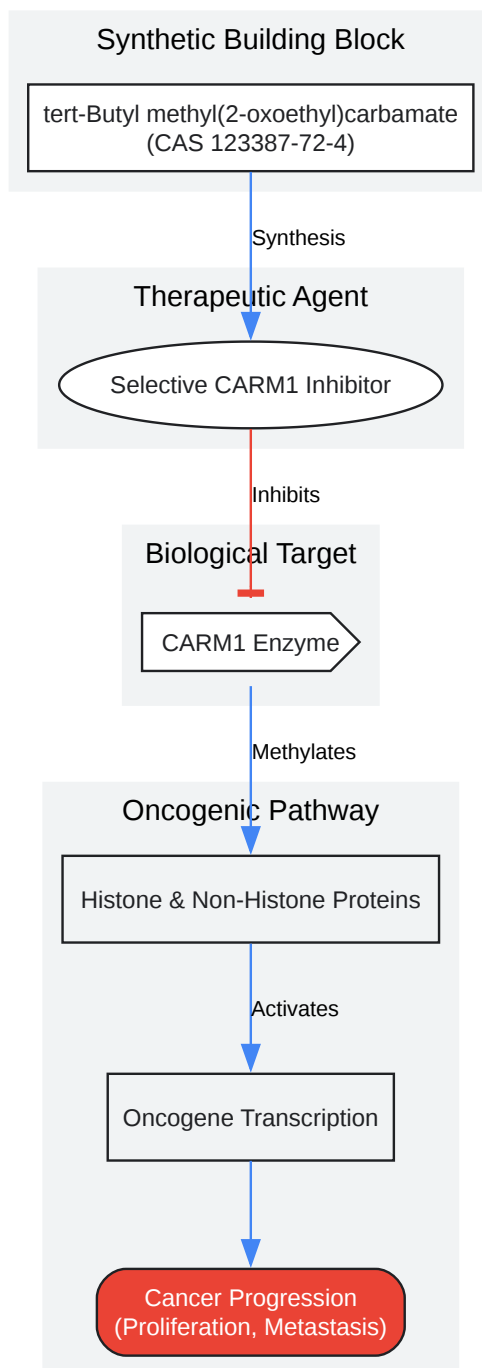 Synthetic Building Block
tert-Butyl methyl(2-oxoethyl)carbamate
(CAS 123387-72-4)
Synthesis
Therapeutic Agent
Selective CARM1 Inhibitor
Inhibits
Biological Target
CARM1 Enzyme
Methylates
Oncogenic Pathway
Histone & Non-Histone Proteins
Activates
Oncogene Transcription
Cancer Progression
(Proliferation, Metastasis)